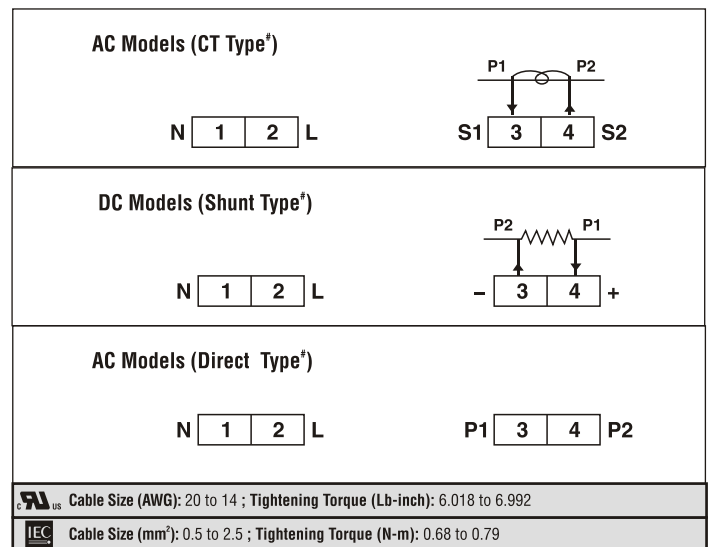 AC Models (CT Type#)
P1 P2
N 1 2 L
S1 3 4 S2
DC Models (Shunt Type#)
P2 P1
N 1 2 L
– 3 4 +
AC Models (Direct Type#)
N 1 2 L
P1 3 4 P2
c RU us Cable Size (AWG): 20 to 14 ; Tightening Torque (Lb-inch): 6.018 to 6.992
IEC Cable Size (mm²): 0.5 to 2.5 ; Tightening Torque (N-m): 0.68 to 0.79